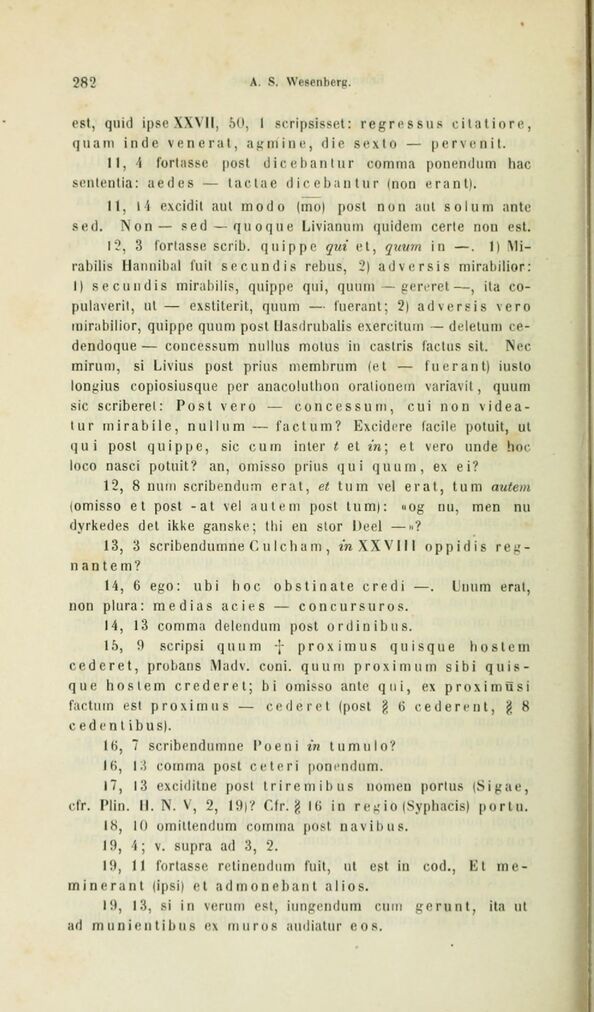 282
A. S. Wesenberg.
est, quid ipse XXVII, 50, 1 scripsisset: regressus citatiore,
quam inde venerat, agmine, die sexto — pervenit.
11, 4 fortasse post dicebantur comma ponendum hac
sententia: aedes — tactae dicebantur (non erant).
11, 14 excidit aut modo (m̅o̅) post non aut solum ante
sed. Non — sed — quoque Livianum quidem certe non est.
12, 3 fortasse scrib. quippe qui et, quum in —. 1) Mi-
rabilis Hannibal fuit secundis rebus, 2) adversis mirabilior:
1) secundis mirabilis, quippe qui, quum — gereret —, ita co-
pulaverit, ut — exstiterit, quum — fuerant; 2) adversis vero
mirabilior, quippe quum post Hasdrubalis exercitum — deletum ce-
dendoque — concessum nullus motus in castris factus sit. Nec
mirum, si Livius post prius membrum (et — fuerant) iusto
longius copiosiusque per anacoluthon orationem variavit, quum
sic scriberet: Post vero — concessum, cui non videa-
tur mirabile, nullum — factum? Excidere facile potuit, ut
qui post quippe, sic cum inter t et in; et vero unde hoc
loco nasci potuit? an, omisso prius qui quum, ex ei?
12, 8 num scribendum erat, et tum vel erat, tum autem
(omisso et post -at vel autem post tum): «og nu, men nu
dyrkedes det ikke ganske; thi en stor Deel —»?
13, 3 scribendumne Culcham, in XXVIII oppidis reg-
nantem?
14, 6 ego: ubi hoc obstinate credi —. Unum erat,
non plura: medias acies — concursuros.
14, 13 comma delendum post ordinibus.
15, 9 scripsi quum † proximus quisque hostem
cederet, probans Madv. coni. quum proximum sibi quis-
que hostem crederet; bi omisso ante qui, ex proximūsi
factum est proximus — cederet (post § 6 cederent, § 8
cedentibus).
16, 7 scribendumne Poeni in tumulo?
16, 13 comma post ceteri ponendum.
17, 13 exciditne post triremibus nomen portus (Sigae,
cfr. Plin. H. N. V, 2, 19)? Cfr. § 16 in regio (Syphacis) portu.
18, 10 omittendum comma post navibus.
19, 4; v. supra ad 3, 2.
19, 11 fortasse retinendum fuit, ut est in cod., Et me-
minerant (ipsi) et admonebant alios.
19, 13, si in verum est, iungendum cum gerunt, ita ut
ad munientibus ex muros audiatur eos.